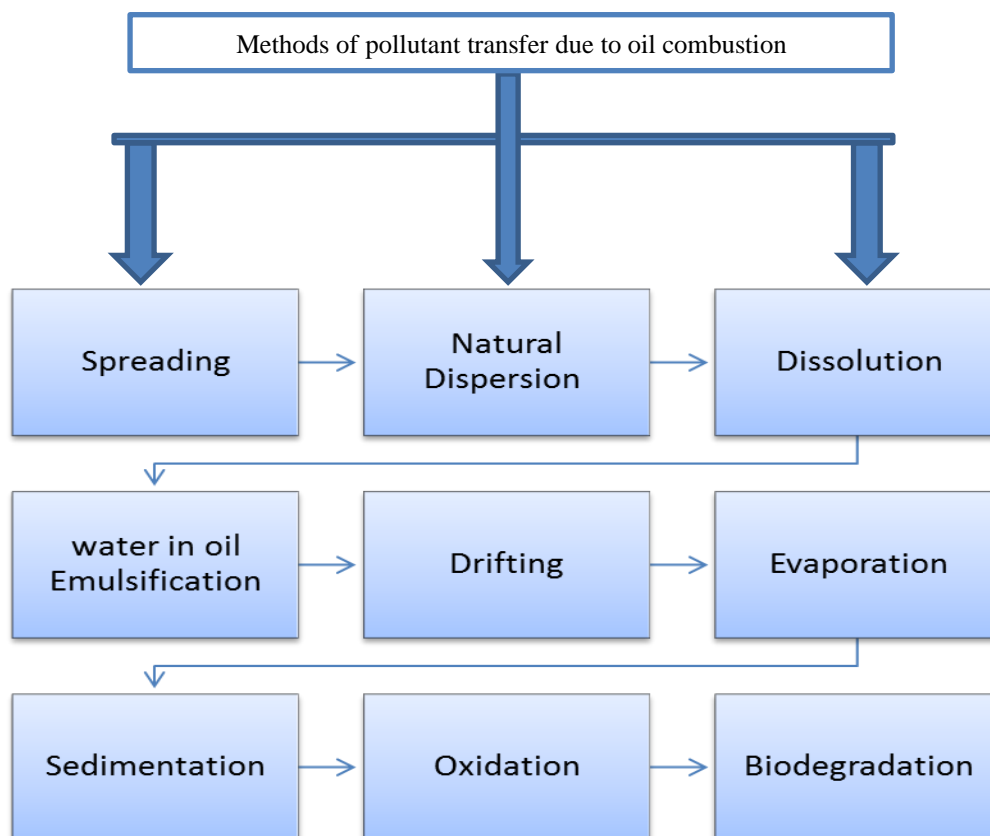 Methods of pollutant transfer due to oil combustion
Spreading
Natural
Dispersion
Dissolution
water in oil
Emulsification
Drifting
Evaporation
Sedimentation
Oxidation
Biodegradation